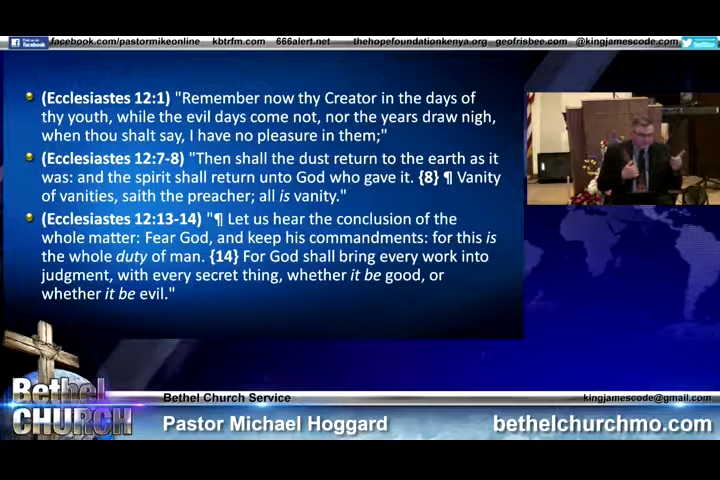 Find us on facebook facebook.com/pastormikeonline kbtrfm.com 666alert.net thehopefoundationkenya.org geofrisbee.com @kingjamescode.com
(Ecclesiastes 12:1) "Remember now thy Creator in the days of
thy youth, while the evil days come not, nor the years draw nigh,
when thou shalt say, I have no pleasure in them;"
(Ecclesiastes 12:7-8) "Then shall the dust return to the earth as it
was: and the spirit shall return unto God who gave it. {8} ¶ Vanity
of vanities, saith the preacher; all is vanity."
(Ecclesiastes 12:13-14) "¶ Let us hear the conclusion of the
whole matter: Fear God, and keep his commandments: for this is
the whole duty of man. {14} For God shall bring every work into
judgment, with every secret thing, whether it be good, or
whether it be evil."
Bethel
CHURCH
Bethel Church Service
kingjamescode@gmail.com
Pastor Michael Hoggard
bethelchurchmo.com